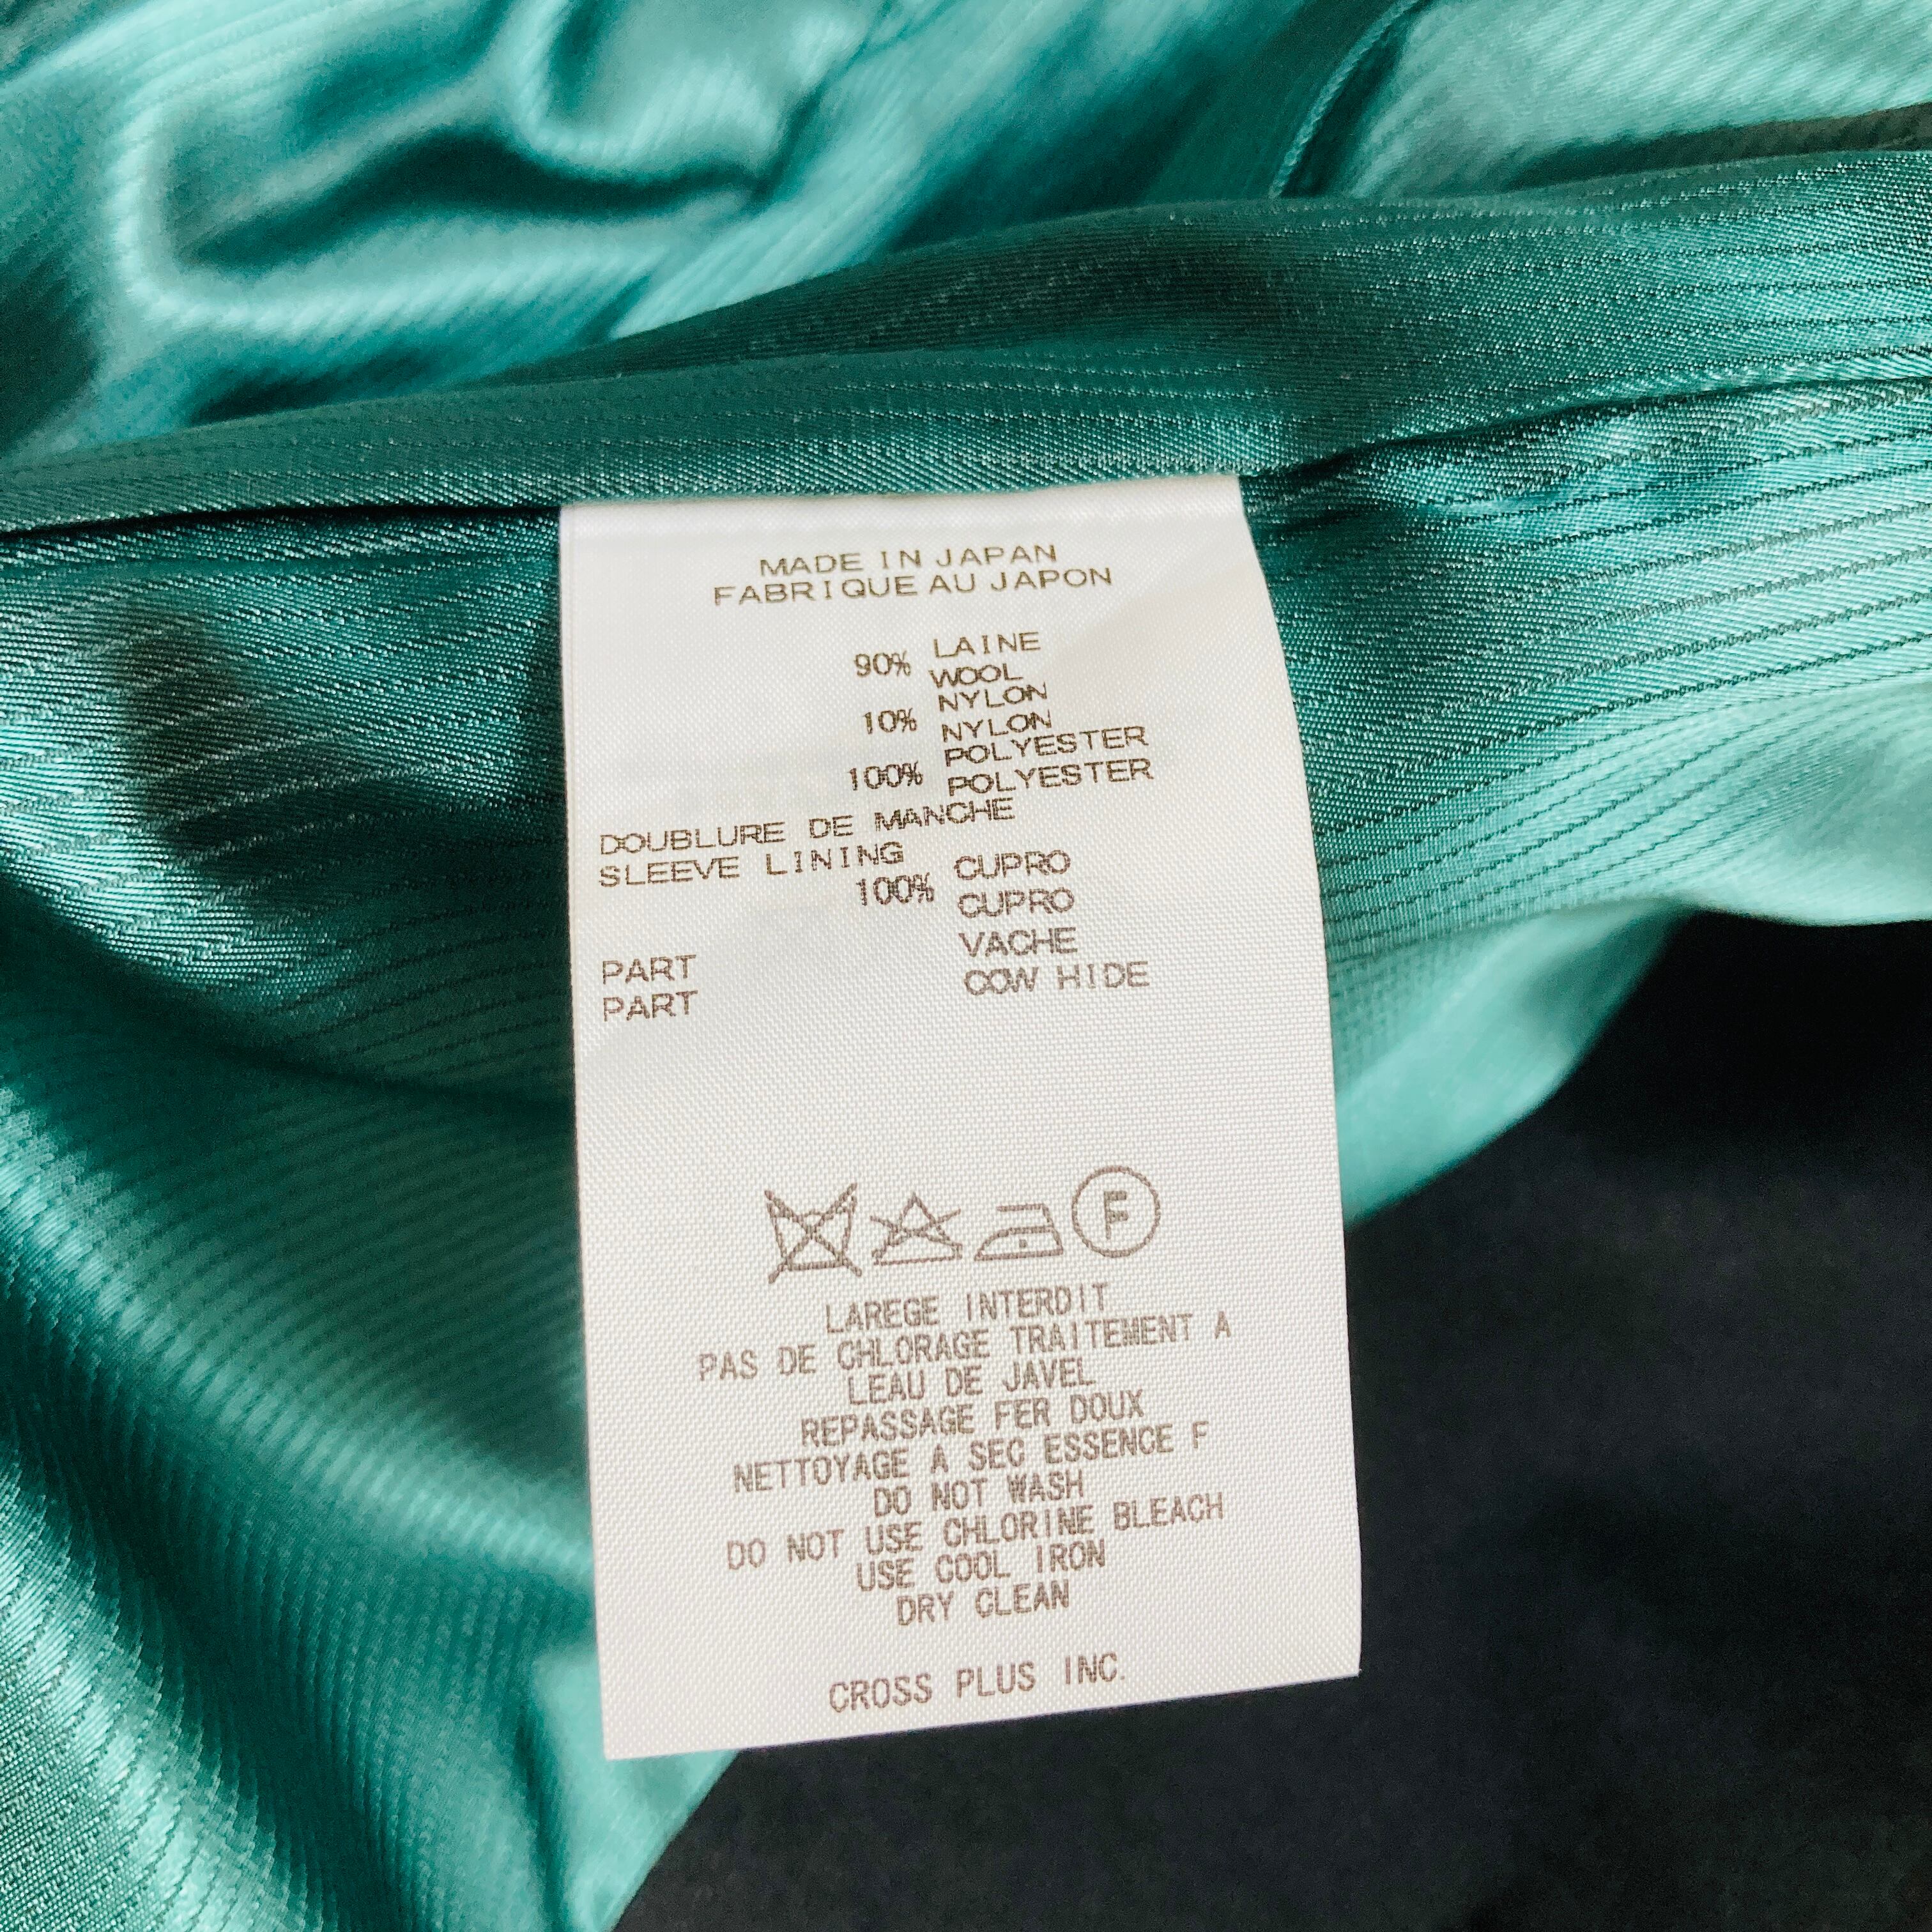 MADE IN JAPAN
FABRIQUE AU JAPON
90% LAINE
WOOL
10% NYLON
NYLON
100% POLYESTER
POLYESTER
DOUBLURE DE MANCHE
SLEEVE LINING
100% CUPRO
CUPRO
PART VACHE
PART COW HIDE
F
LAREGE INTERDIT
PAS DE CHLORAGE TRAITEMENT A
LEAU DE JAVEL
REPASSAGE FER DOUX
NETTOYAGE A SEC ESSENCE F
DO NOT WASH
DO NOT USE CHLORINE BLEACH
USE COOL IRON
DRY CLEAN
CROSS PLUS INC.